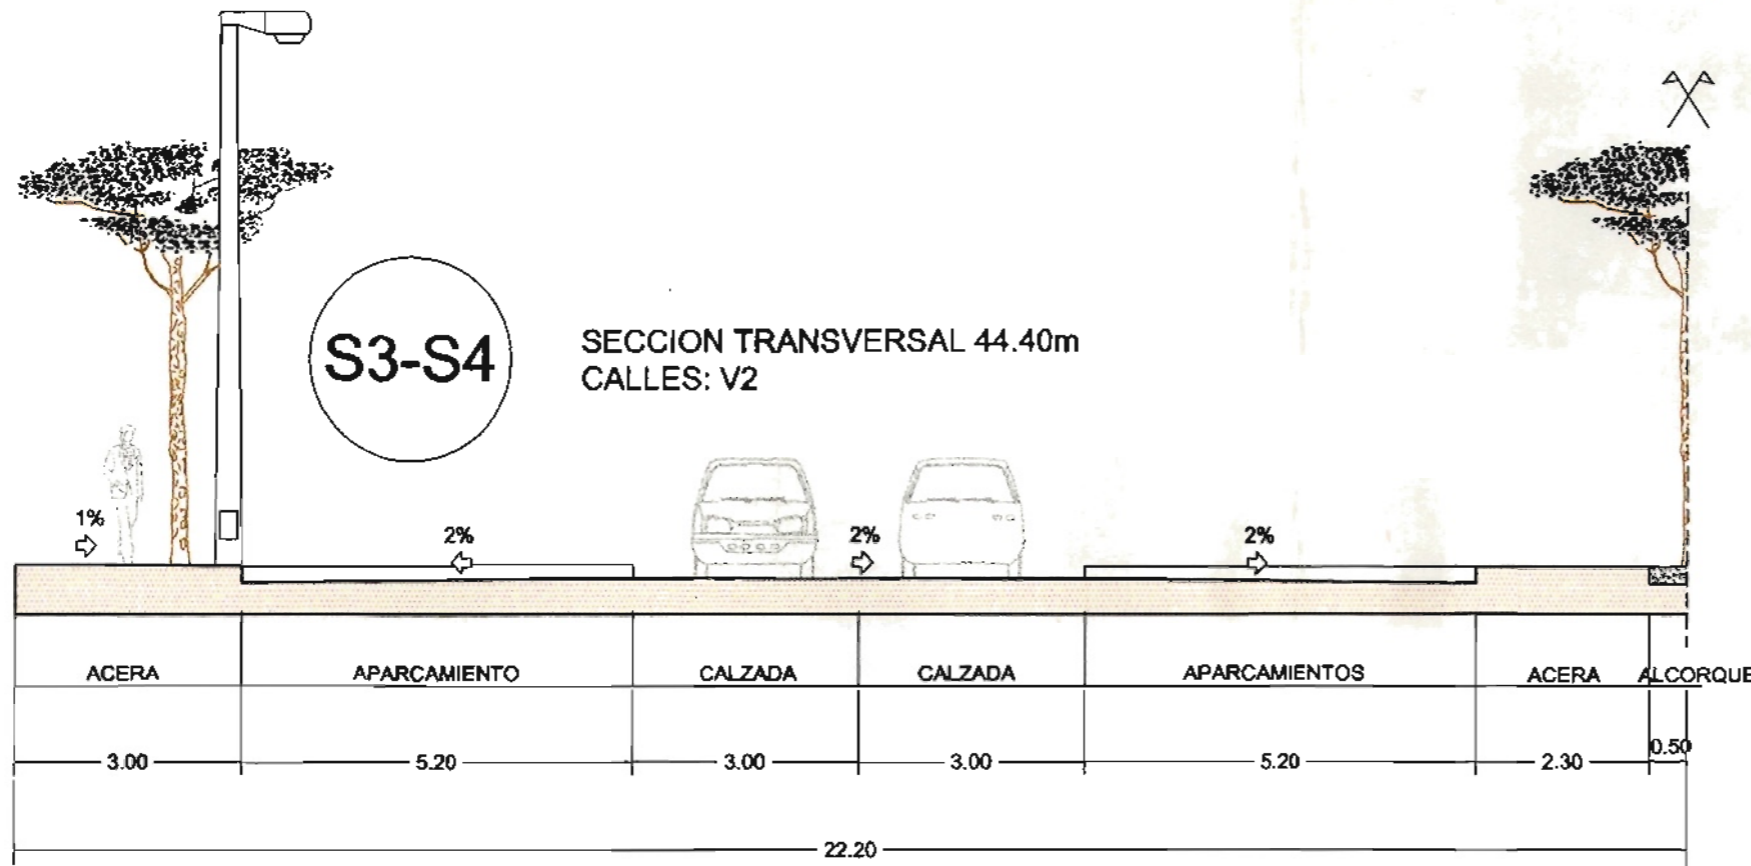 S3-S4
SECCION TRANSVERSAL 44.40m
CALLES: V2
1%
2%
2%
2%
ACERA APARCAMIENTO CALZADA CALZADA APARCAMIENTOS ACERA ALCORQUE
3.00 5.20 3.00 3.00 5.20 2.30 0.50
22.20